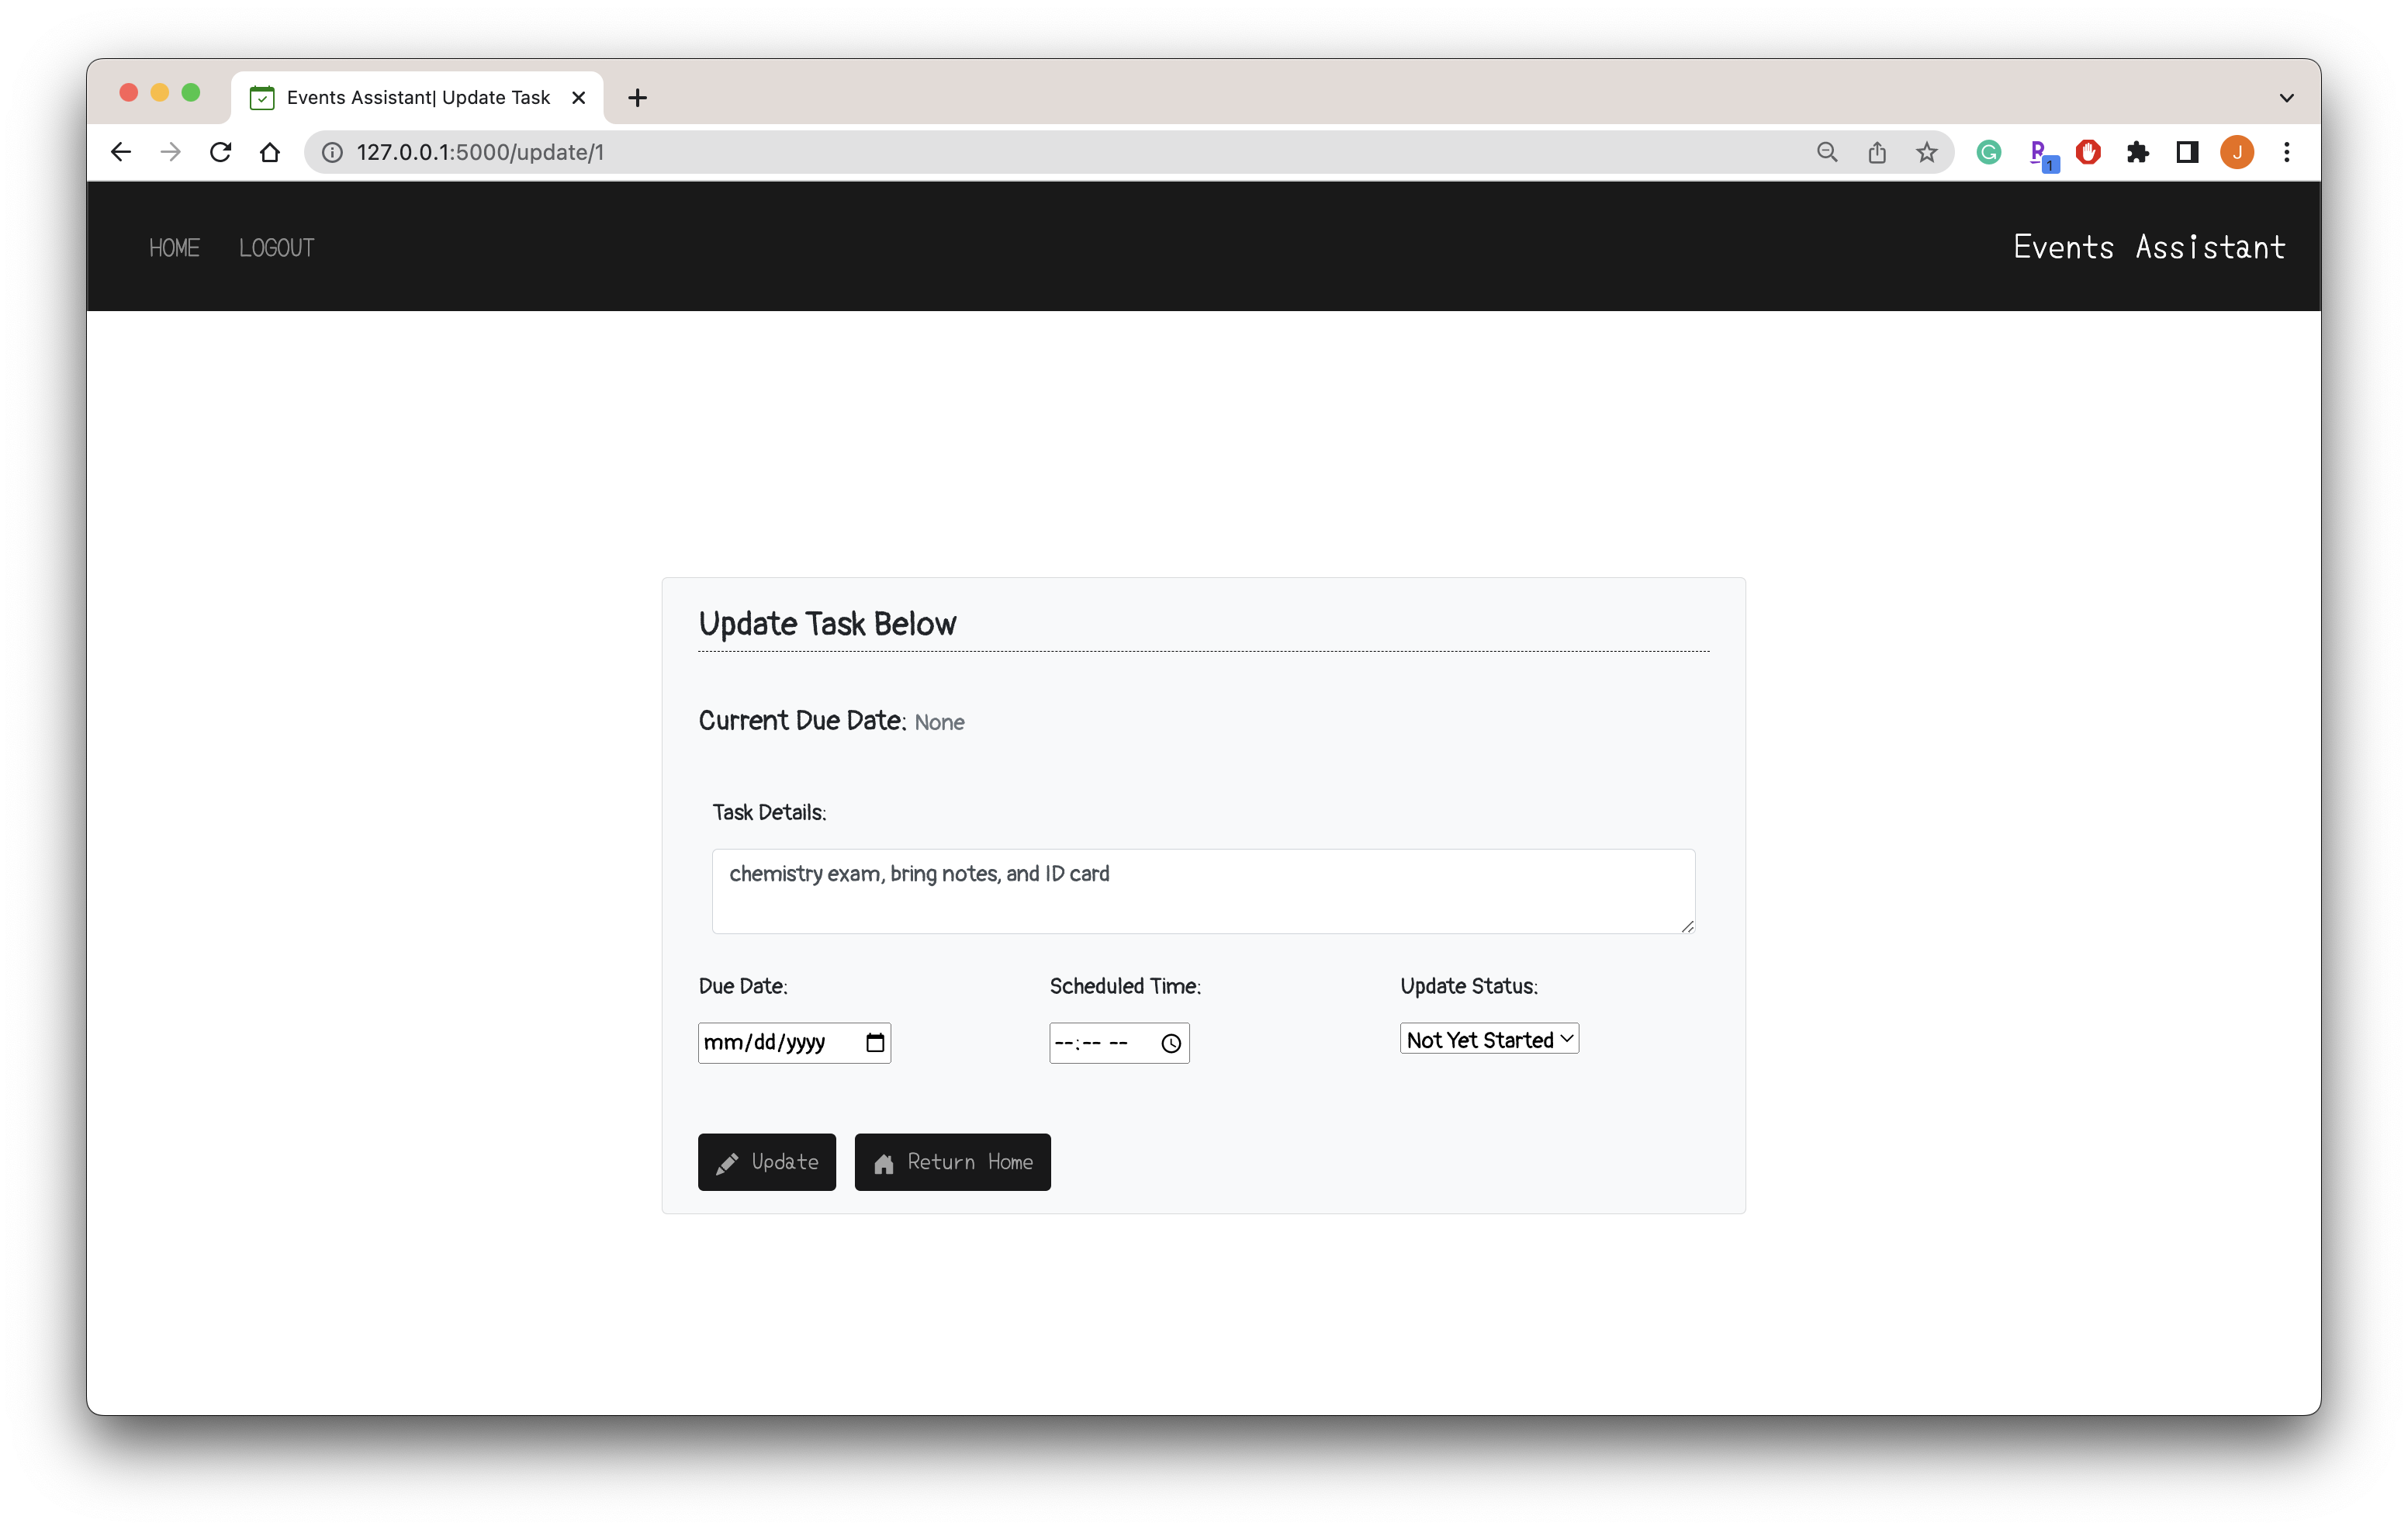 Events Assistant| Update Task
127.0.0.1:5000/update/1
1
J
HOME LOGOUT Events Assistant
Update Task Below
Current Due Date: None
Task Details:
chemistry exam, bring notes, and ID card
Due Date: Scheduled Time: Update Status:
mm/dd/yyyy --:-- -- Not Yet Started
Update Return Home